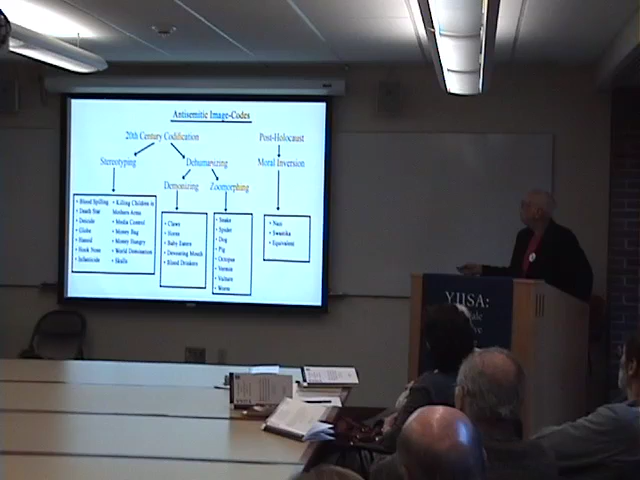 Antisemitic Image-Codes
20th Century Codification
Post-Holocaust
Stereotyping
Dehumanizing
Moral Inversion
Demonizing
Zoomorphing
• Blood Spilling
• Death Star
• Deicide
• Globe
• Hatred
• Hook Nose
• Infanticide
• Killing Children in
Mothers Arms
• Media Control
• Money Bag
• Money Hungry
• World Domination
• Skulls
• Claws
• Horns
• Baby Eaters
• Devouring Mouth
• Blood Drinkers
• Snake
• Spider
• Dog
• Pig
• Octopus
• Vermin
• Vulture
• Worm
• Nazi
• Swastika
• Equivalent
YIISA: